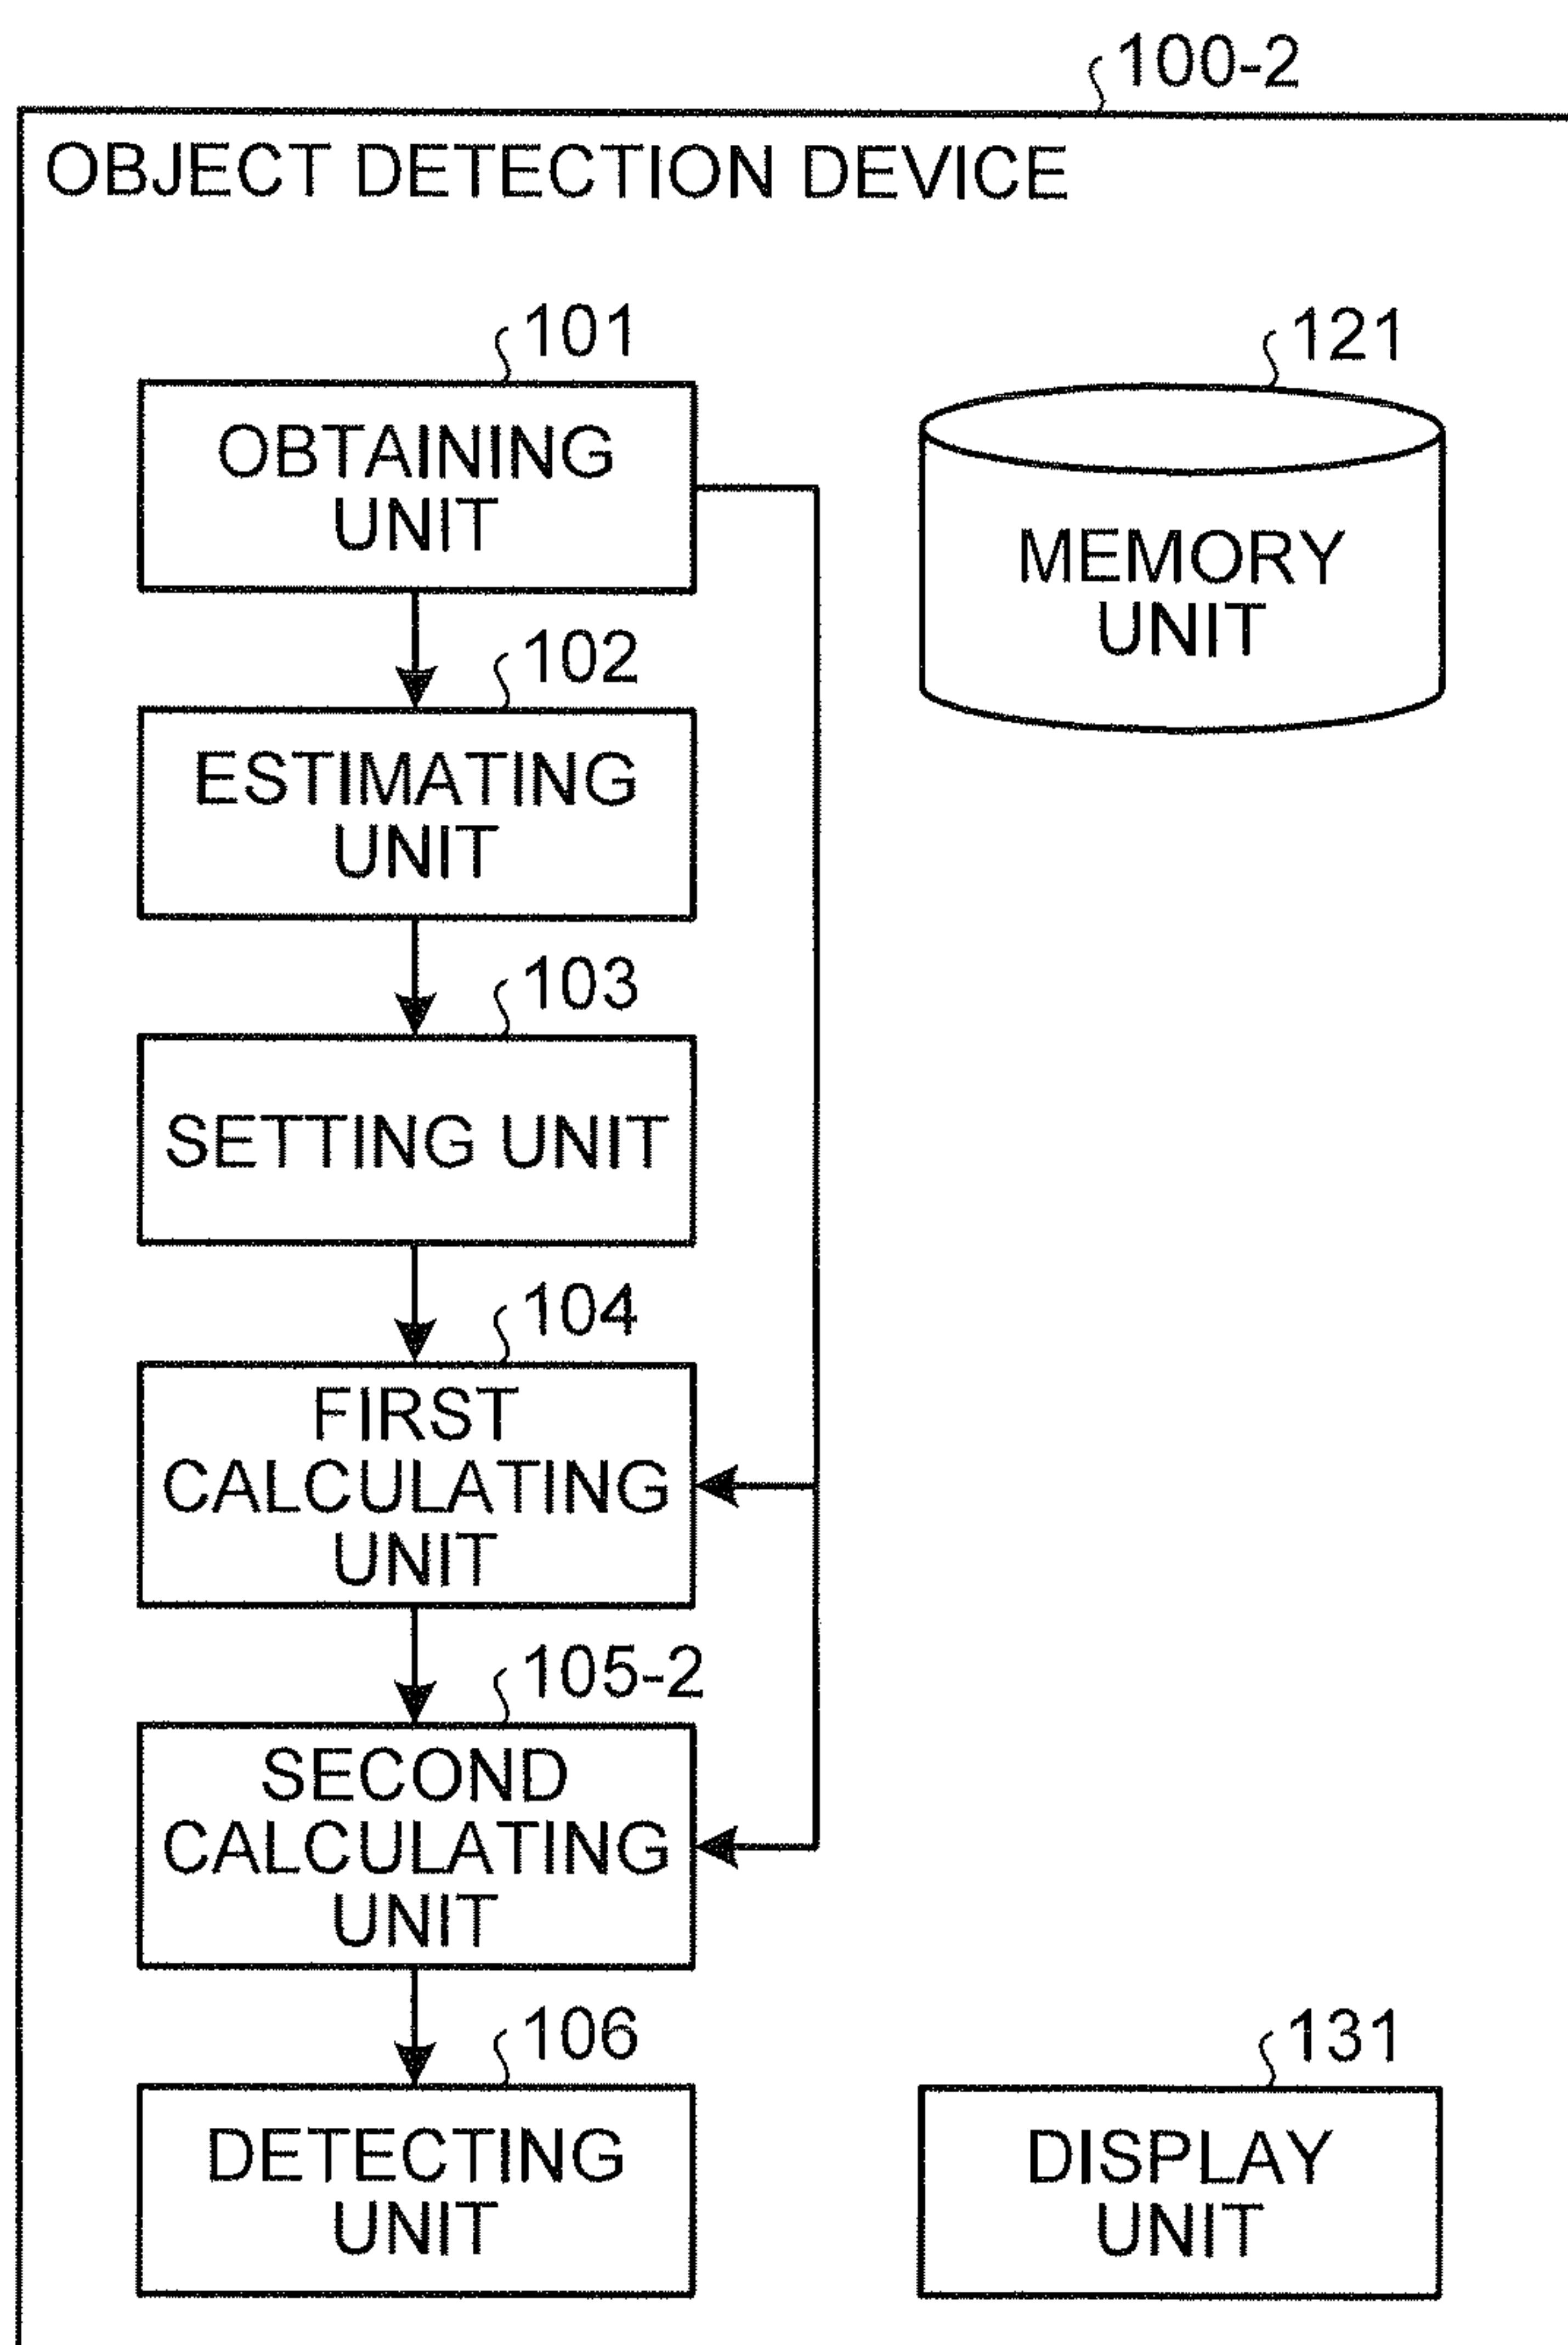 100-2
OBJECT DETECTION DEVICE
101
OBTAINING
UNIT
121
MEMORY
UNIT
102
ESTIMATING
UNIT
103
SETTING UNIT
104
FIRST
CALCULATING
UNIT
105-2
SECOND
CALCULATING
UNIT
106
DETECTING
UNIT
131
DISPLAY
UNIT